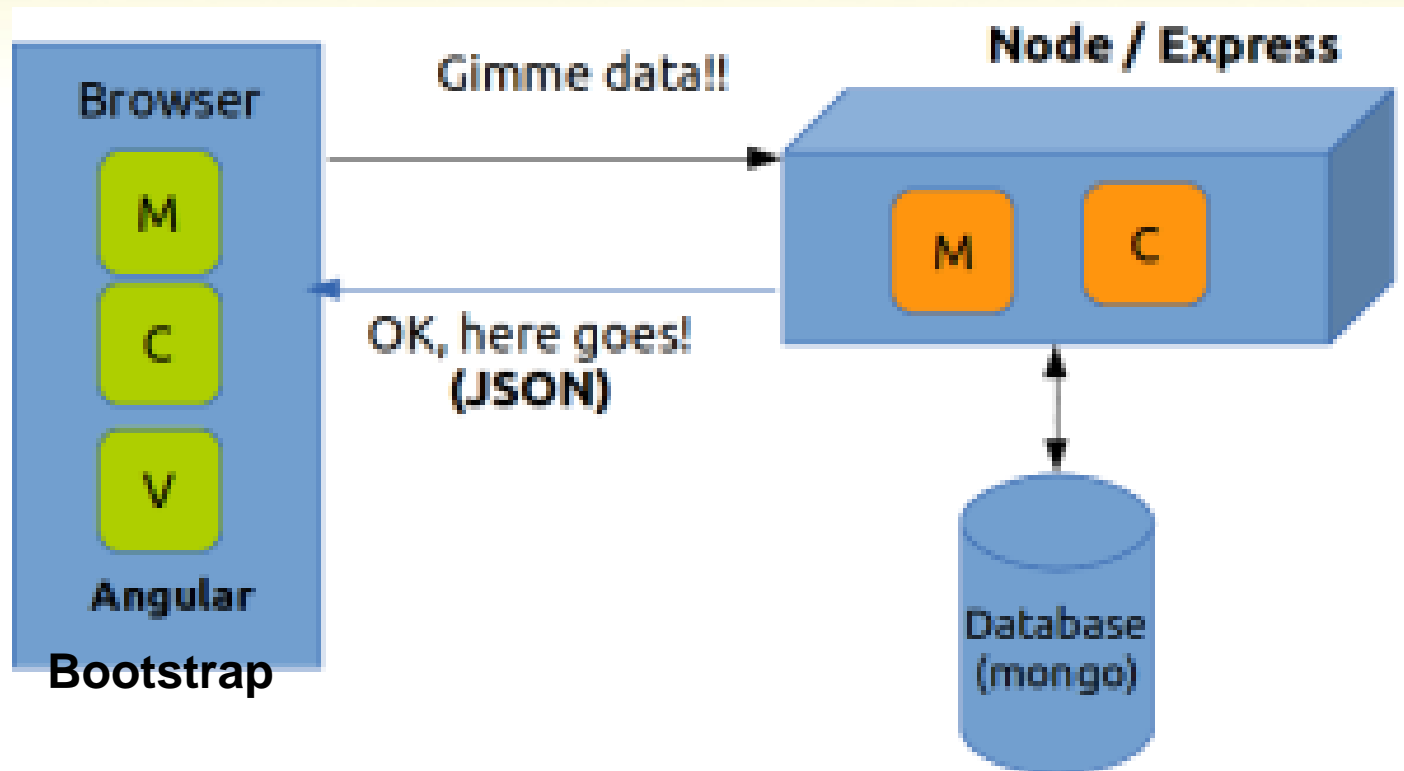 Browser
M
C
V
Angular
Bootstrap
Gimme data!!
OK, here goes!
(JSON)
Node / Express
M
C
Database
(mongo)